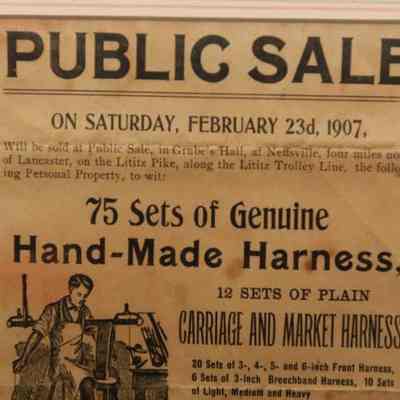 PUBLIC SALE
ON SATURDAY, FEBRUARY 23d, 1907,
Will be sold at Public Sale, in Grube's Hall, at Neffsville, four miles no
of Lancaster, on the Lititz Pike, along the Lititz Trolley Line, the follow
ing Personal Property, to wit:
75 Sets of Genuine
Hand-Made Harness,
12 SETS OF PLAIN
CARRIAGE AND MARKET HARNESS
20 Sets of 3-, 4-, 5- and 6-inch Front Harness,
6 Sets of 3-inch Breechband Harness, 10 Sets
of Light, Medium and Heavy